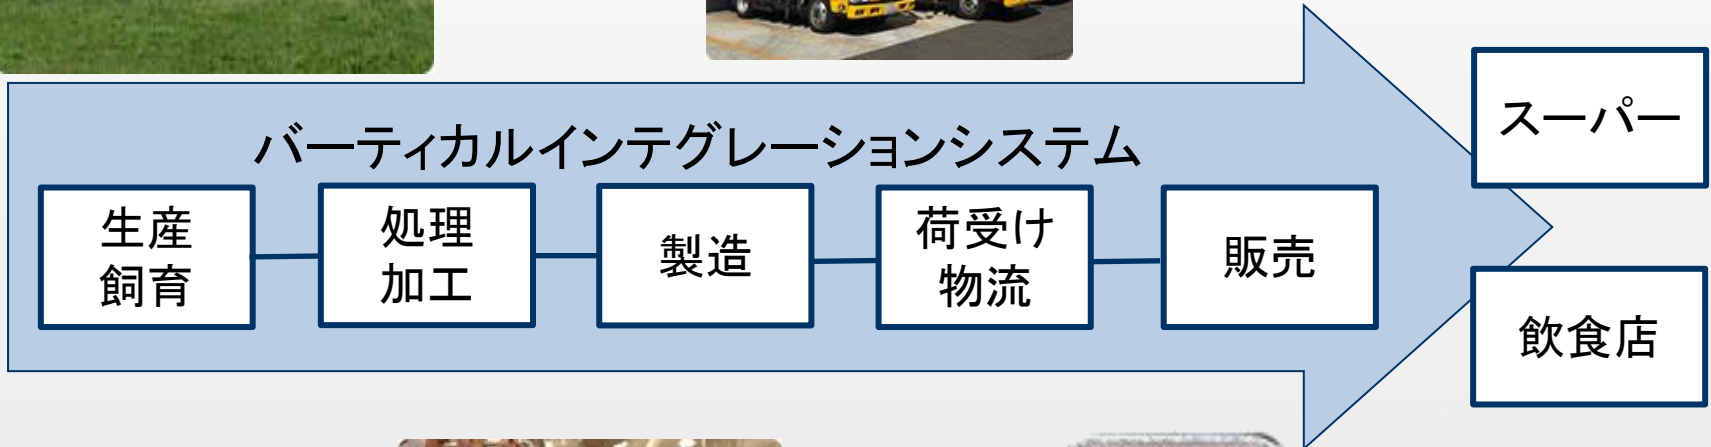 バーティカルインテグレーションシステム
生産
飼育
処理
加工
製造
荷受け
物流
販売
スーパー
飲食店